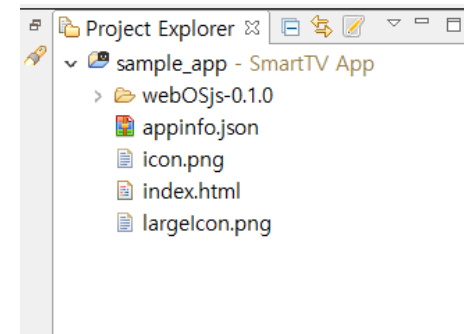 Project Explorer
sample_app - SmartTV App
webOSjs-0.1.0
appinfo.json
icon.png
index.html
largeIcon.png